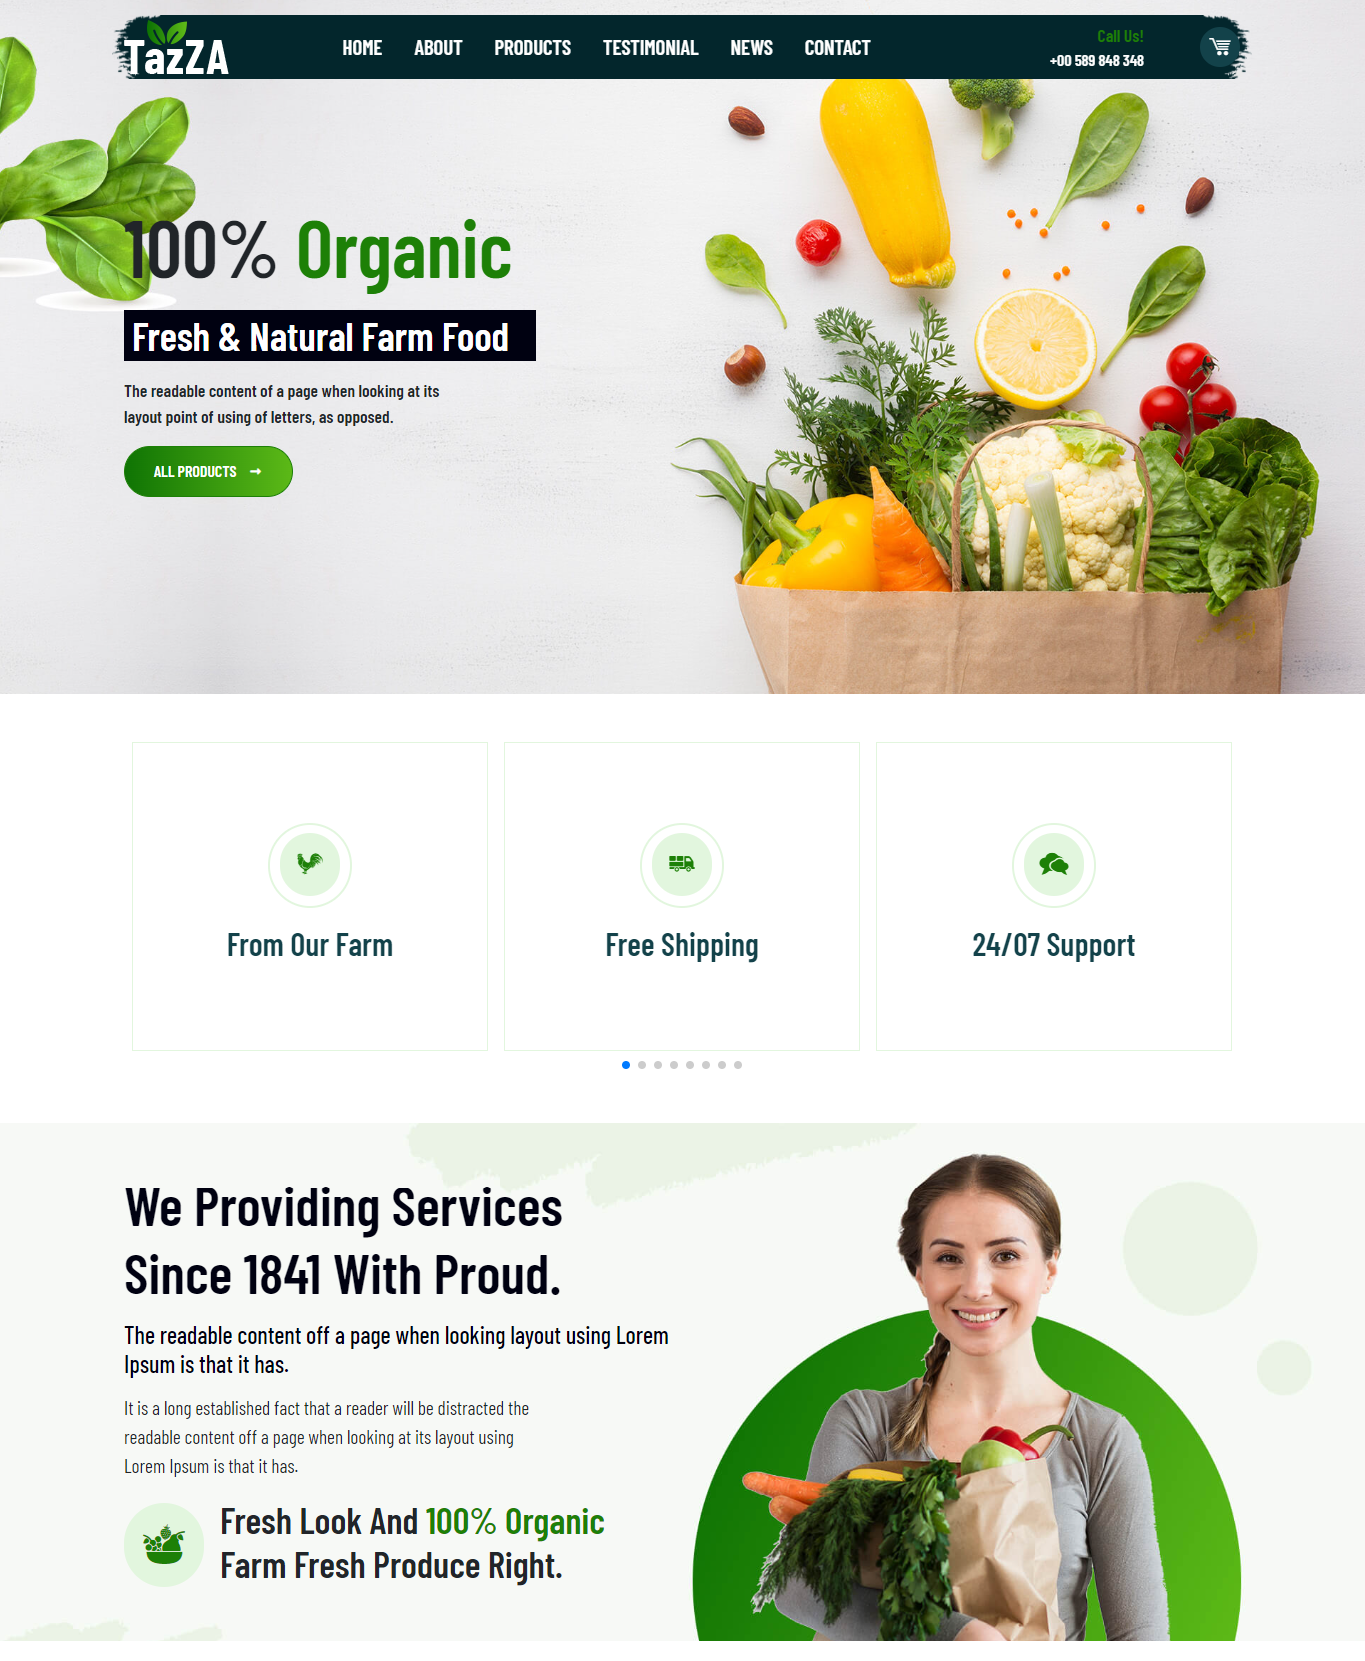 TazZA
HOME ABOUT PRODUCTS TESTIMONIAL NEWS CONTACT
Call Us!
+00 589 848 348
100% Organic
Fresh & Natural Farm Food
The readable content of a page when looking at its
layout point of using of letters, as opposed.
ALL PRODUCTS →
From Our Farm
Free Shipping
24/07 Support
We Providing Services
Since 1841 With Proud.
The readable content off a page when looking layout using Lorem
Ipsum is that it has.
It is a long established fact that a reader will be distracted the
readable content off a page when looking at its layout using
Lorem Ipsum is that it has.
Fresh Look And 100% Organic
Farm Fresh Produce Right.